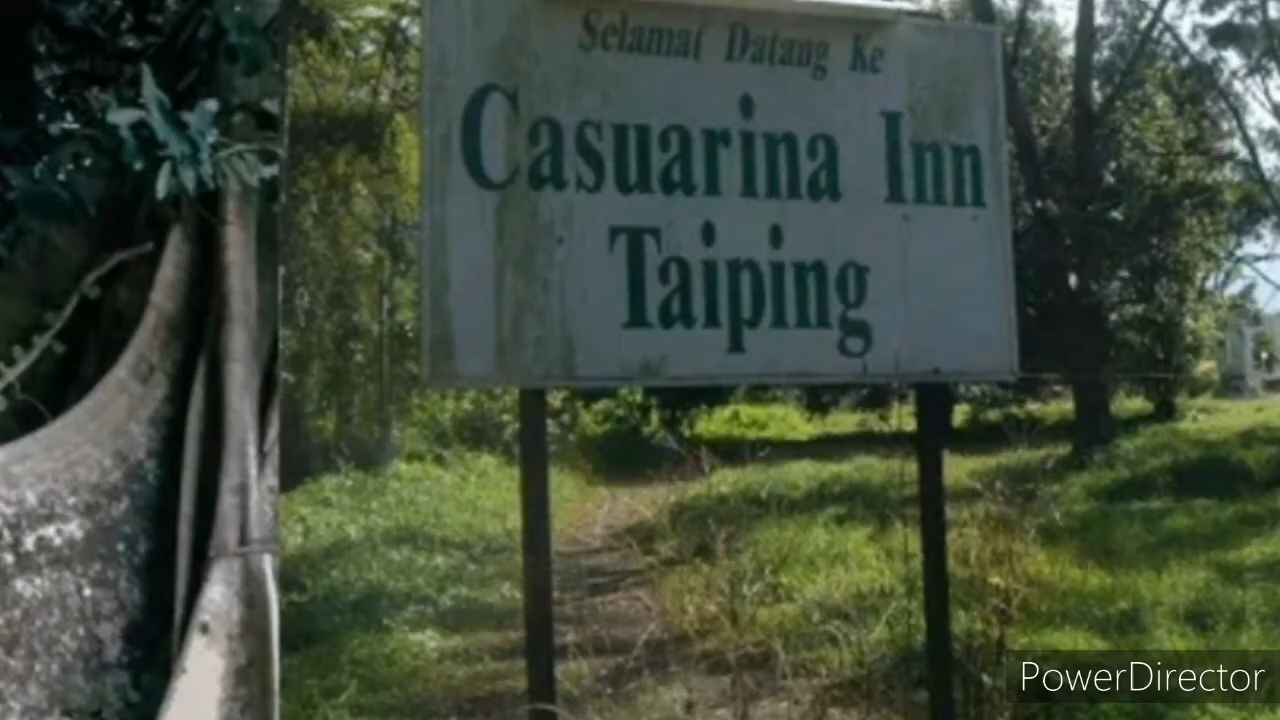 Selamat Datang Ke
Casuarina Inn
Taiping
PowerDirector